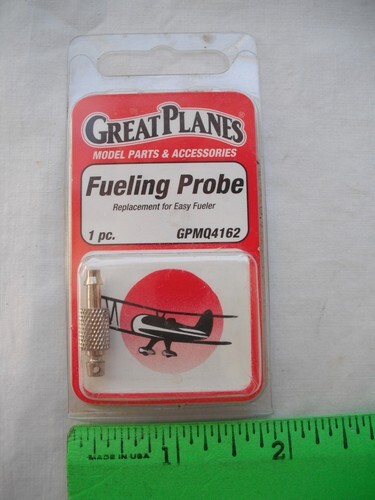 GREAT PLANES®
MODEL PARTS & ACCESSORIES
Fueling Probe
Replacement for Easy Fueler
1 pc. GPMQ4162
MADE IN USA 1 2